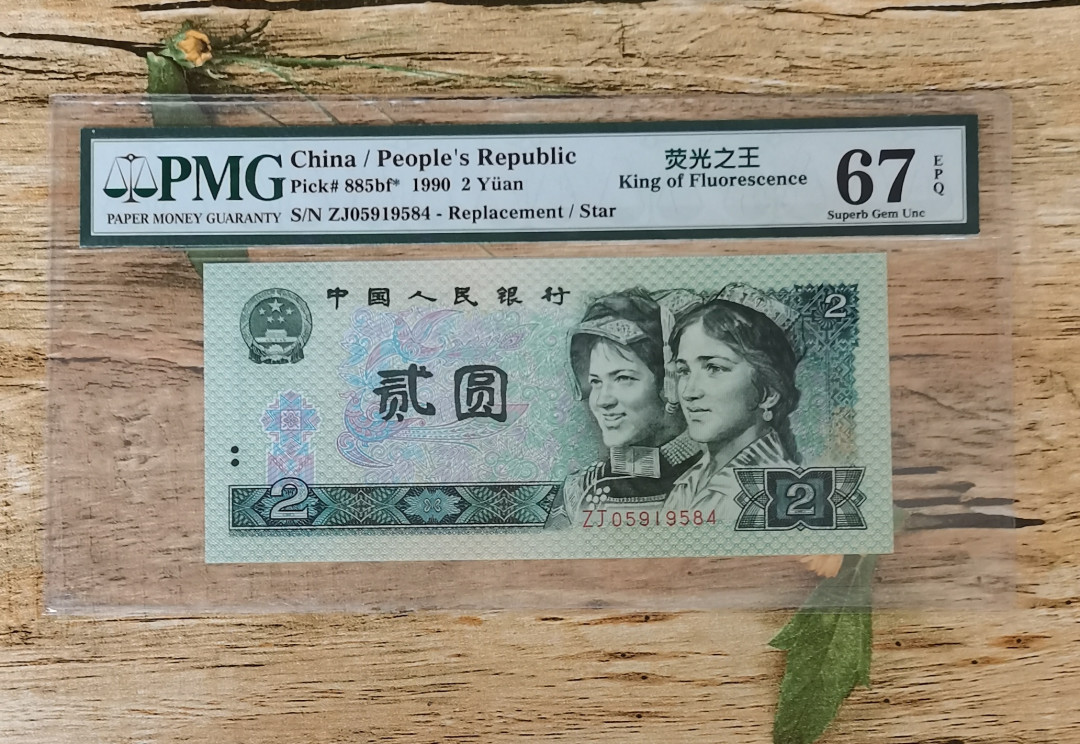 PMG
PAPER MONEY GUARANTY
China / People's Republic
Pick# 885bf* 1990 2 Yüan
S/N ZJ05919584 - Replacement / Star
荧光之王
King of Fluorescence
67
EPQ
Superb Gem Unc
中国人民银行
2
贰圆
2
ZJ05919584
2